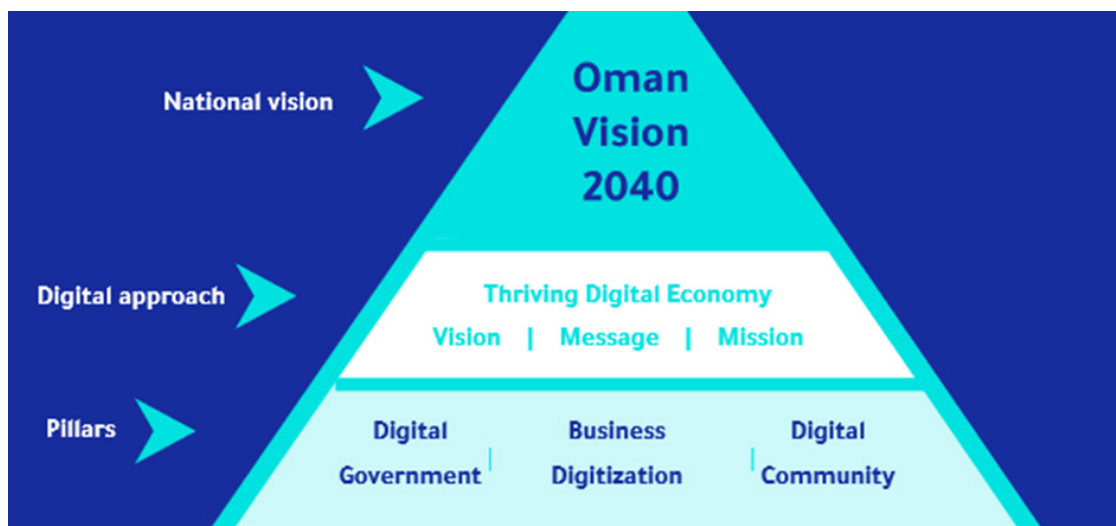 National vision
Oman
Vision
2040
Digital approach
Thriving Digital Economy
Vision | Message | Mission
Pillars
Digital Government
Business Digitization
Digital Community